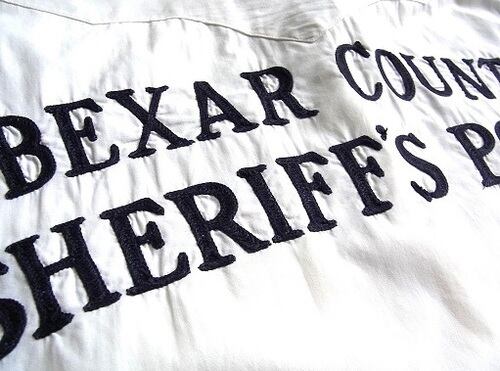 BEXAR COUNT
SHERIFF'S P